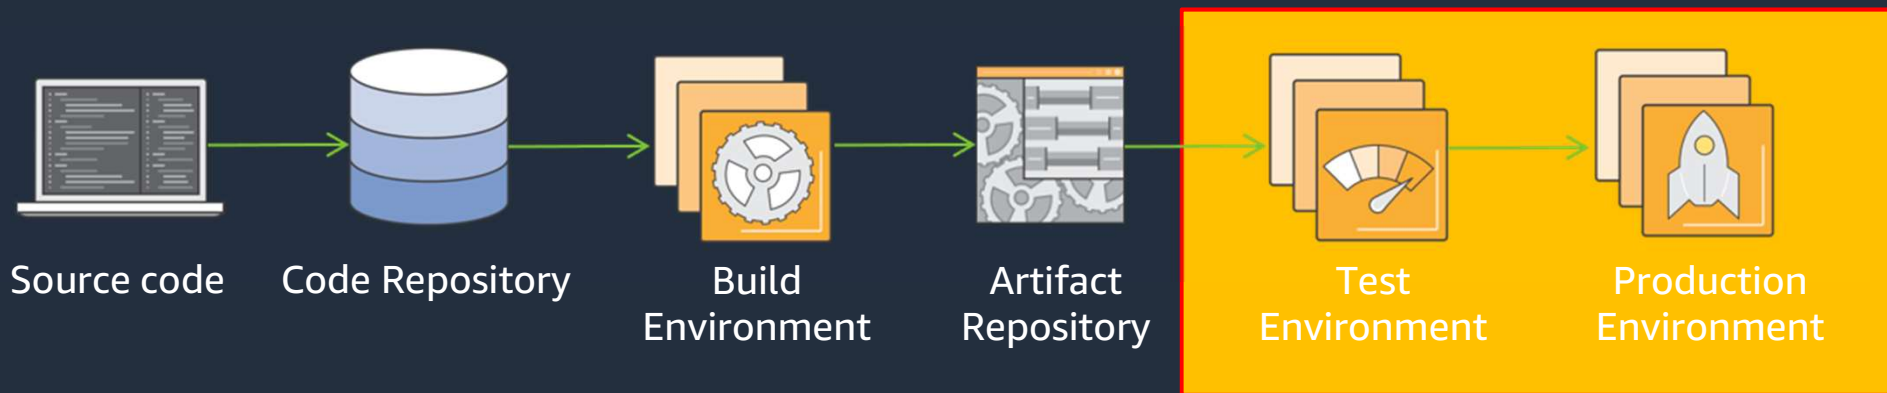 Source code
Code Repository
Build
Environment
Artifact
Repository
Test
Environment
Production
Environment